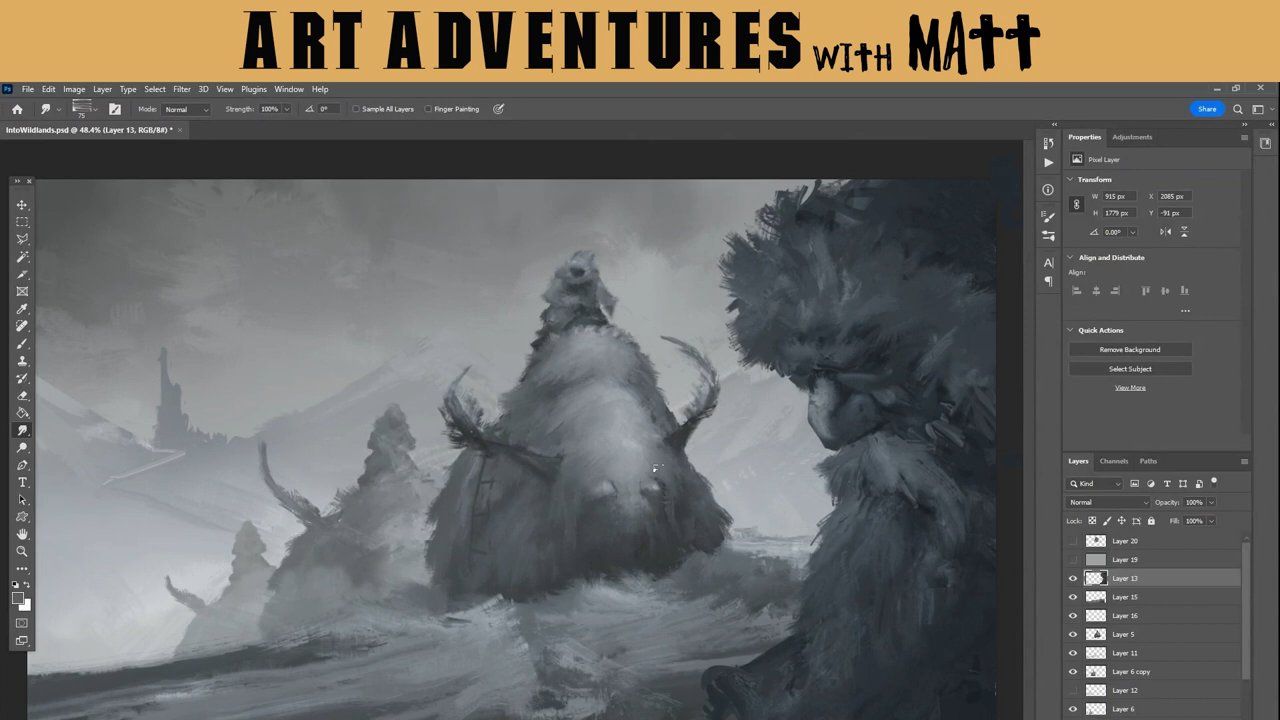 ART ADVENTURES WITH MATT
Ps File Edit Image Layer Type Select Filter 3D View Plugins Window Help
75 Mode: Normal Strength: 100% 0° Sample All Layers Finger Painting Share
IntoWildlands.psd @ 48.4% (Layer 13, RGB/8#) * ×
Properties Adjustments
Pixel Layer
Transform
W 915 px X 2085 px
H 1779 px Y -91 px
0.00°
Align and Distribute
Align:
Quick Actions
Remove Background
Select Subject
View More
Layers Channels Paths
Kind
Normal Opacity: 100%
Lock: Fill: 100%
Layer 20
Layer 19
Layer 13
Layer 15
Layer 16
Layer 5
Layer 11
Layer 6 copy
Layer 12
Layer 6